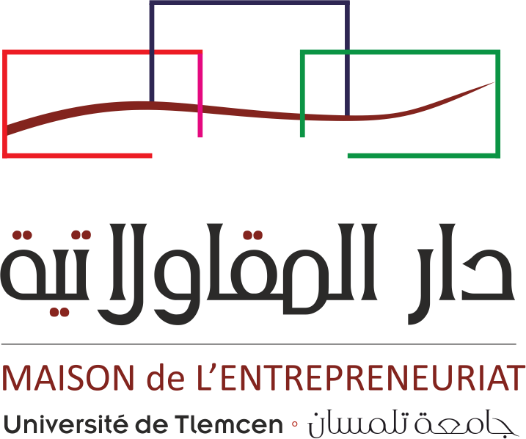 دار المقاولاتية
MAISON de L'ENTREPRENEURIAT
Université de Tlemcen ◦ جامعة تلمسان